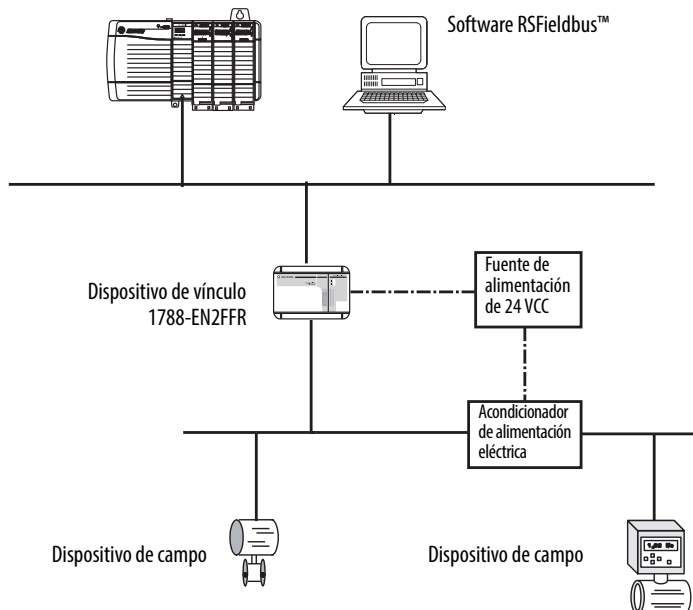 Software RSFieldbus™
Dispositivo de vínculo
1788-EN2FFR
Fuente de
alimentación
de 24 VCC
Acondicionador
de alimentación
eléctrica
Dispositivo de campo
Dispositivo de campo